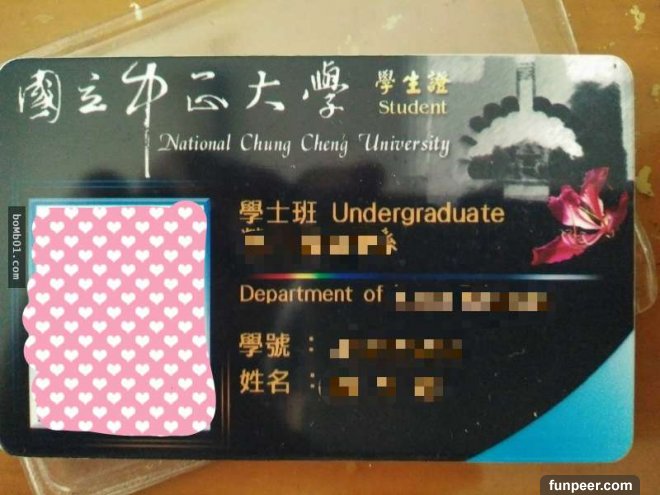 國立中正大學 學生證
Student
National Chung Cheng University
學士班 Undergraduate
Department of
學號：
姓名：
boMb01.com
funpeer.com